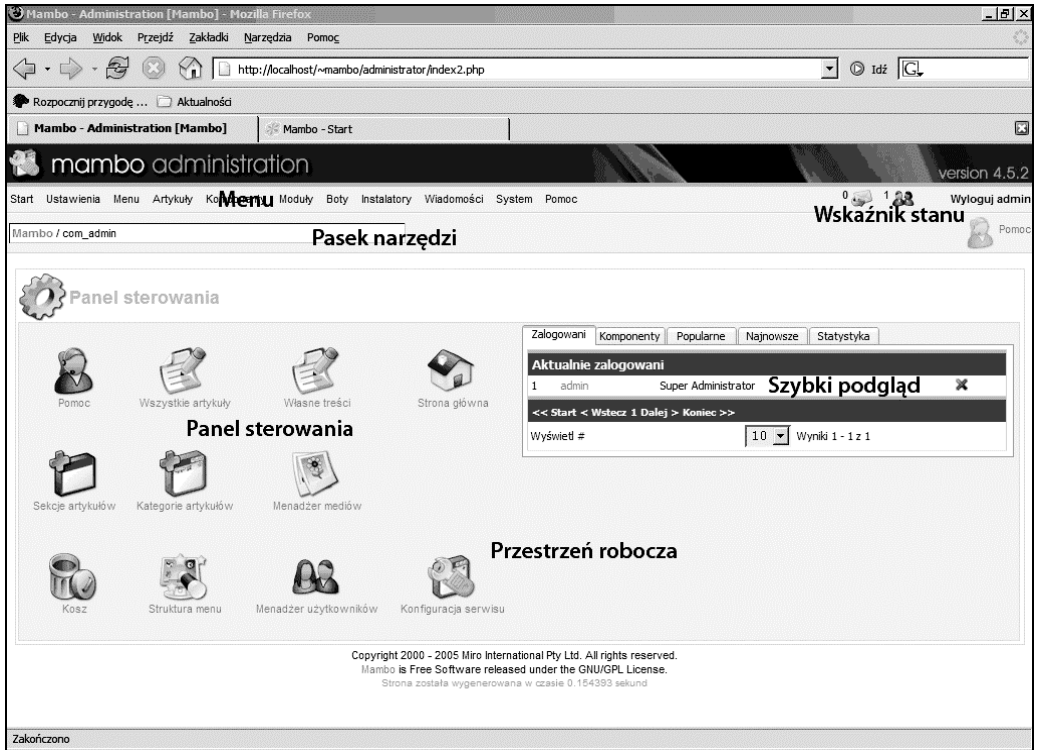 Mambo - Administration [Mambo] - Mozilla Firefox
Plik Edycja Widok Przejdź Zakładki Narzędzia Pomoc
http://localhost/~mambo/administrator/index2.php Idź G
Rozpocznij przygodę ... Aktualności
Mambo - Administration [Mambo] Mambo - Start
mambo administration
version 4.5.2
Start Ustawienia Menu Artykuły Komponenty Moduły Boty Instalatory Wiadomości System Pomoc 0 1 Wyloguj admin
Menu
Wskaźnik stanu
Mambo / com_admin
Pasek narzędzi
Pomoc
Panel sterowania
Zalogowani Komponenty Popularne Najnowsze Statystyka
Aktualnie zalogowani
1 admin Super Administrator
Szybki podgląd
<< Start < Wstecz 1 Dalej > Koniec >>
Wyświetl # 10 Wyniki 1 - 1 z 1
Pomoc Wszystkie artykuły Własne treści Strona główna
Panel sterowania
Sekcje artykułów Kategorie artykułów Menadżer mediów
Przestrzeń robocza
Kosz Struktura menu Menadżer użytkowników Konfiguracja serwisu
Copyright 2000 - 2005 Miro International Pty Ltd. All rights reserved.
Mambo is Free Software released under the GNU/GPL License.
Strona została wygenerowana w czasie 0.154393 sekund
Zakończono